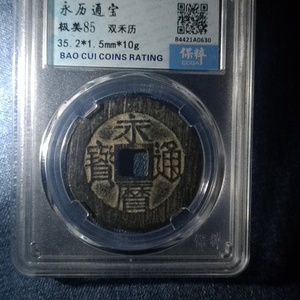 永历通宝
极美85 双禾历
35.2*1.5mm*10g
BAO CUI COINS RATING
保粹
84421A0630
永
寶 通
曆